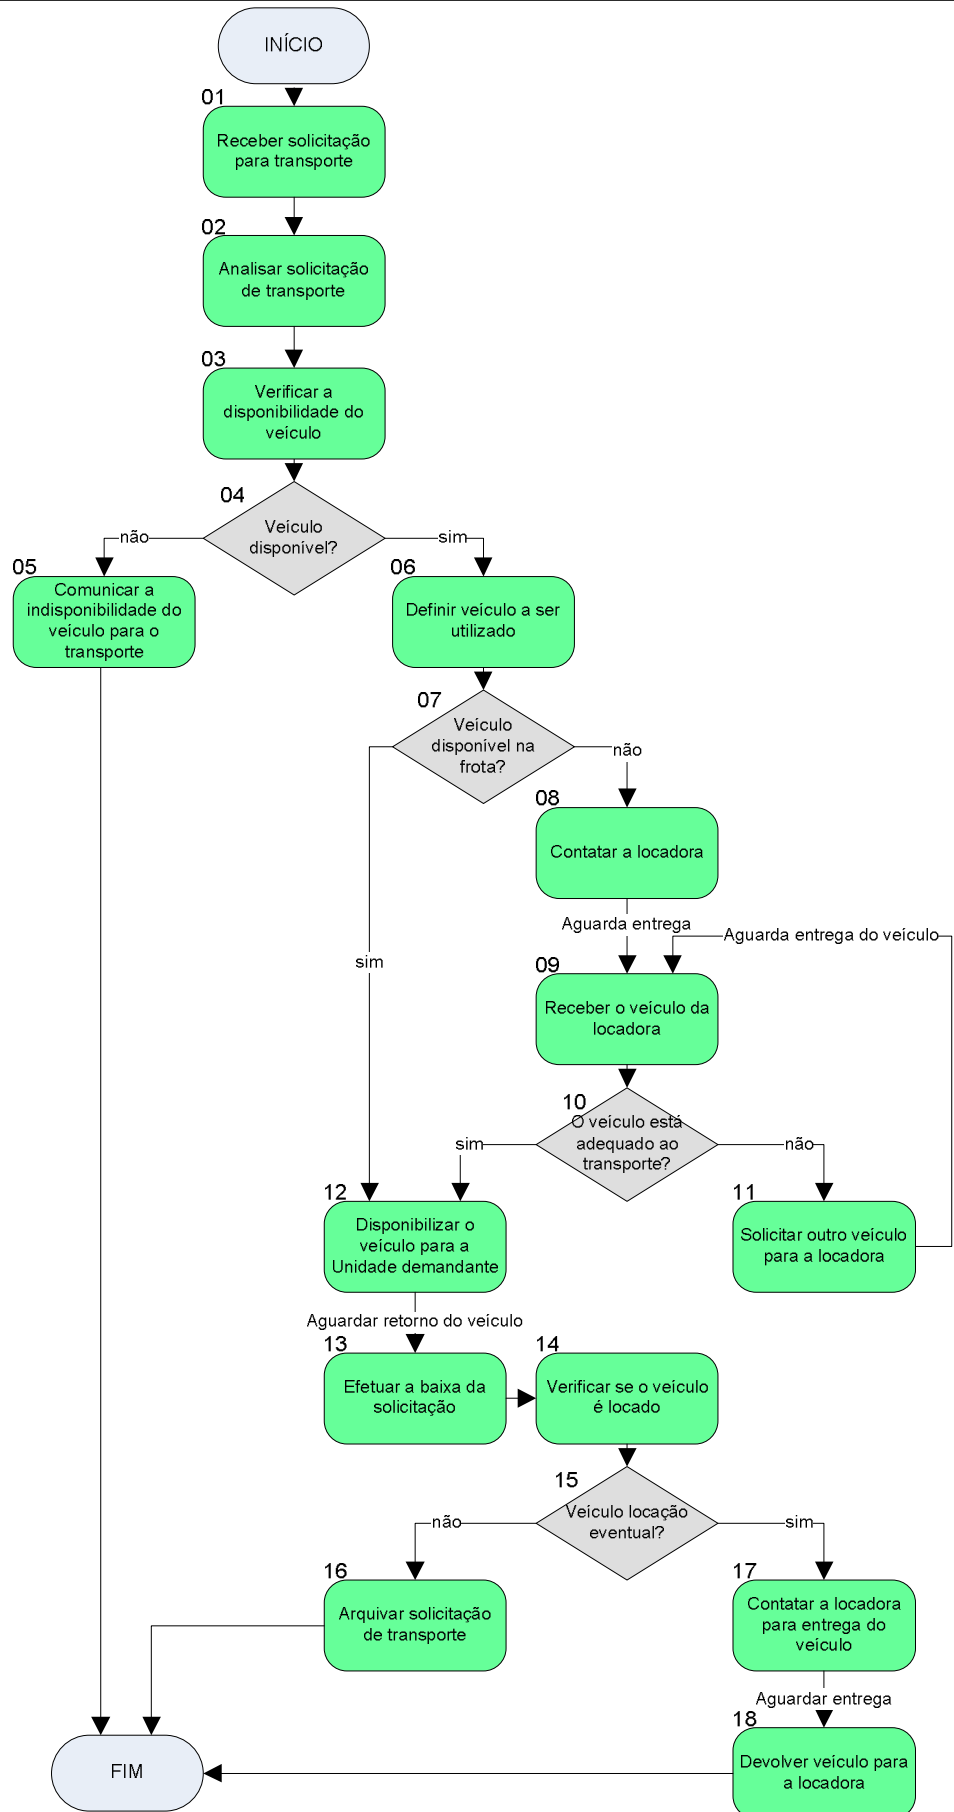 INÍCIO
01
Receber solicitação
para transporte
02
Analisar solicitação
de transporte
03
Verificar a
disponibilidade do
veículo
04
Veículo
disponível?
não
sim
05
Comunicar a
indisponibilidade do
veículo para o
transporte
06
Definir veículo a ser
utilizado
07
Veículo
disponível na
frota?
não
sim
08
Contatar a locadora
Aguarda entrega
Aguarda entrega do veículo
09
Receber o veículo da
locadora
10
O veículo está
adequado ao
transporte?
sim
não
11
Solicitar outro veículo
para a locadora
12
Disponibilizar o
veículo para a
Unidade demandante
Aguardar retorno do veículo
13
Efetuar a baixa da
solicitação
14
Verificar se o veículo
é locado
15
Veículo locação
eventual?
não
sim
16
Arquivar solicitação
de transporte
17
Contatar a locadora
para entrega do
veículo
Aguardar entrega
18
Devolver veículo para
a locadora
FIM